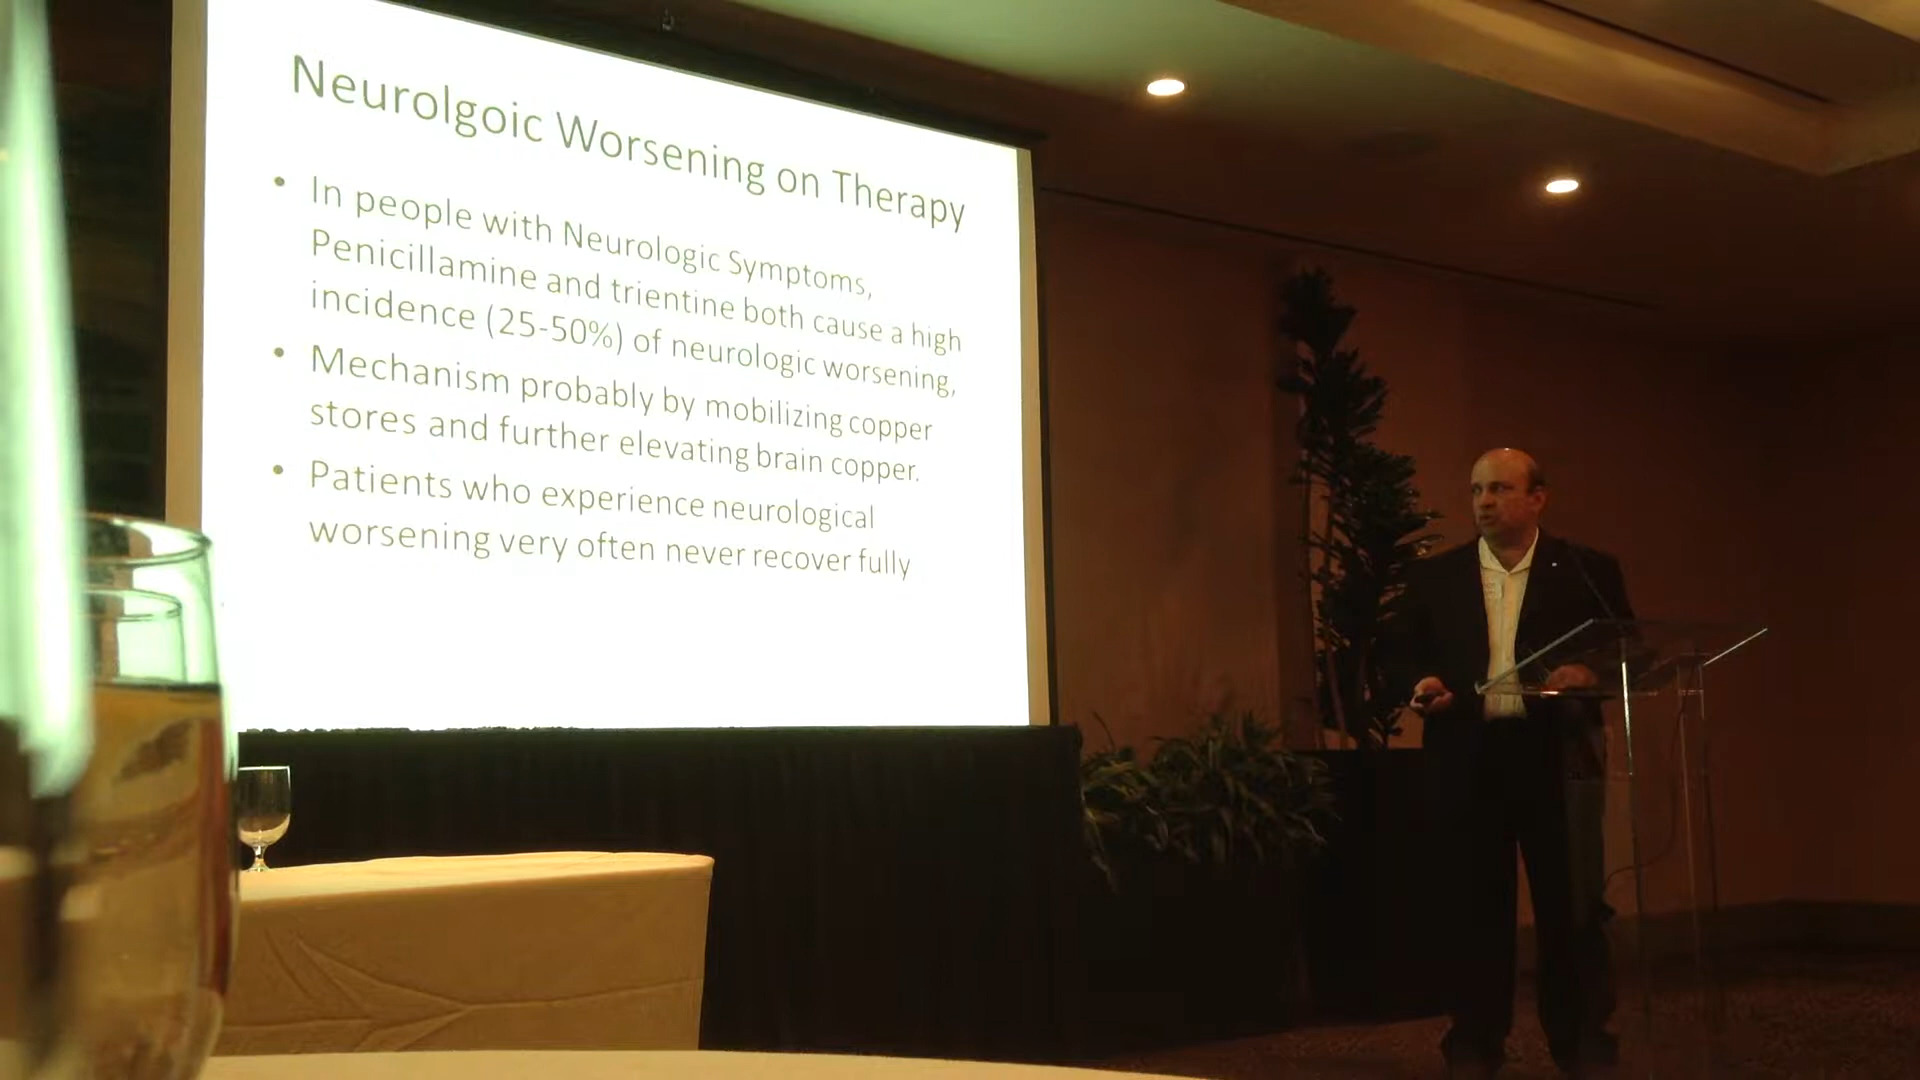 Neurolgoic Worsening on Therapy
• In people with Neurologic Symptoms,
Penicillamine and trientine both cause a high
incidence (25-50%) of neurologic worsening,
• Mechanism probably by mobilizing copper
stores and further elevating brain copper.
• Patients who experience neurological
worsening very often never recover fully